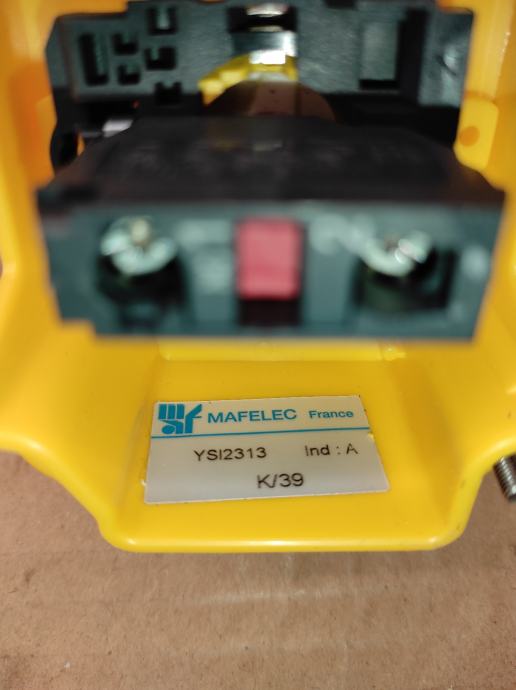 MAFELEC France
YSI2313 Ind : A
K/39